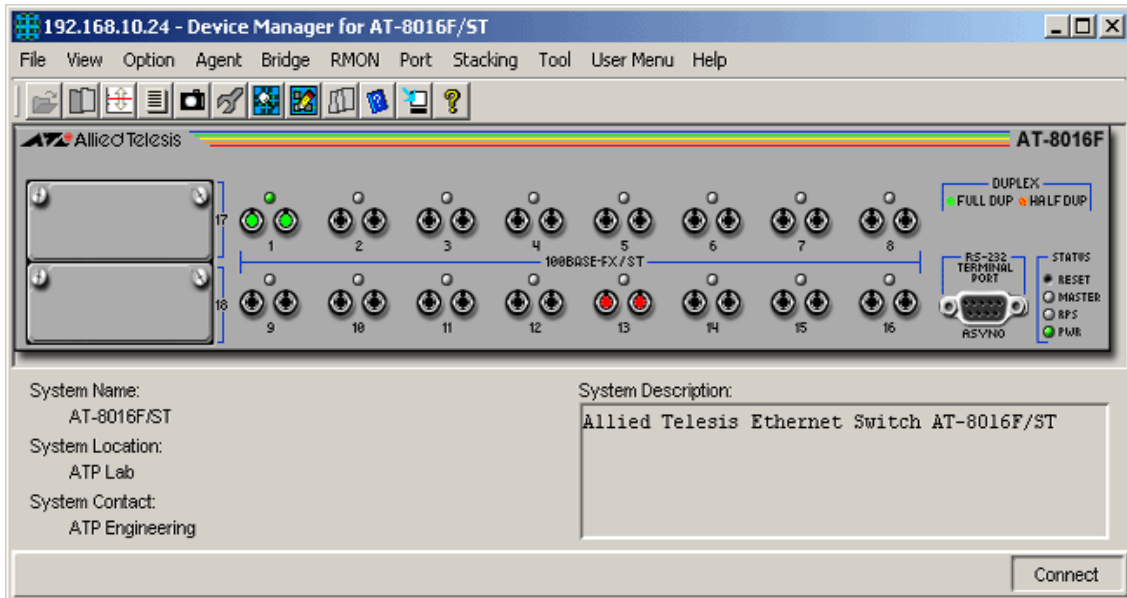 192.168.10.24 - Device Manager for AT-8016F/ST
File View Option Agent Bridge RMON Port Stacking Tool User Menu Help
Allied Telesis
AT-8016F
DUPLEX
FULL DUP HALF DUP
17
1 2 3 4 5 6 7 8
100BASE-FX/ST
RS-232
TERMINAL
PORT
ASYNO
STATUS
RESET
MASTER
RPS
PWR
18
9 10 11 12 13 14 15 16
System Name:
AT-8016F/ST
System Location:
ATP Lab
System Contact:
ATP Engineering
System Description:
Allied Telesis Ethernet Switch AT-8016F/ST
Connect